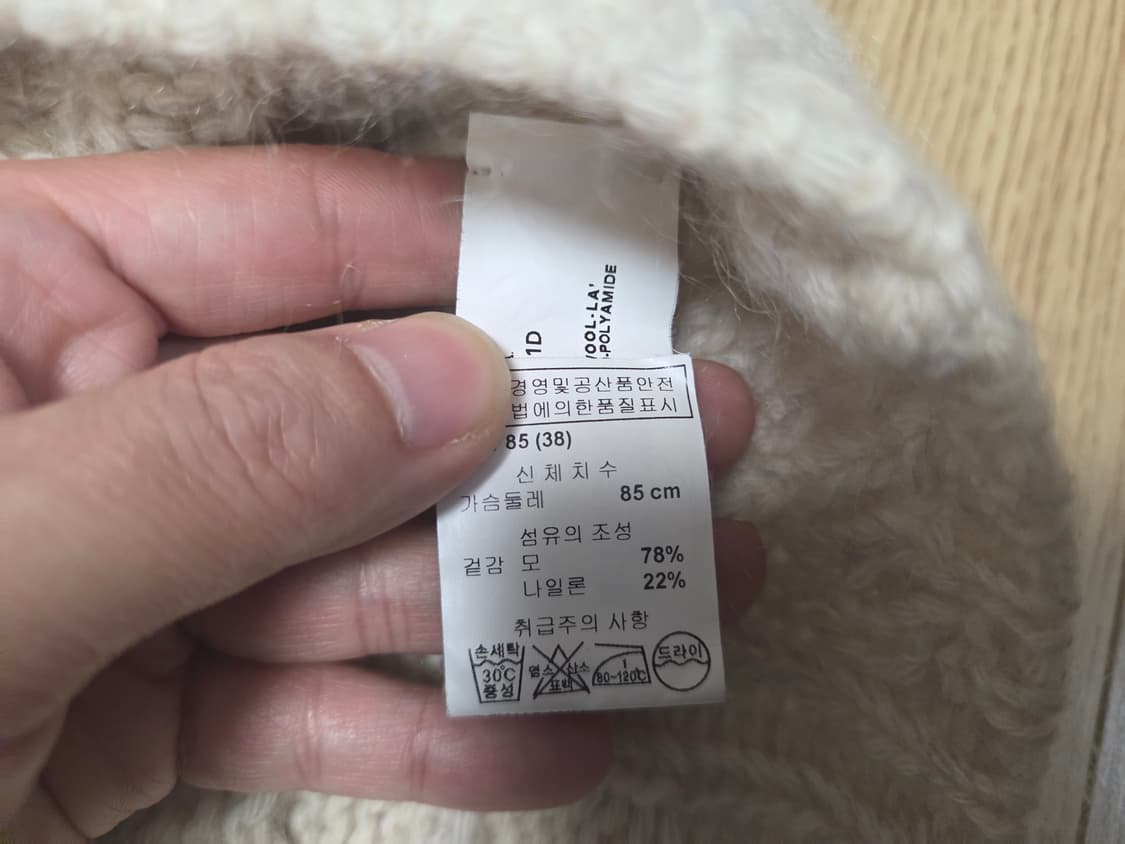 1D
-POLYAMIDE
경영및공산품안전
법에의한품질표시
85 (38)
신체치수
가슴둘레 85 cm
섬유의 조성
겉감 모 78%
나일론 22%
취급주의 사항
손세탁
30℃
중성
염소 산소
표백
1
80~120℃
드라이